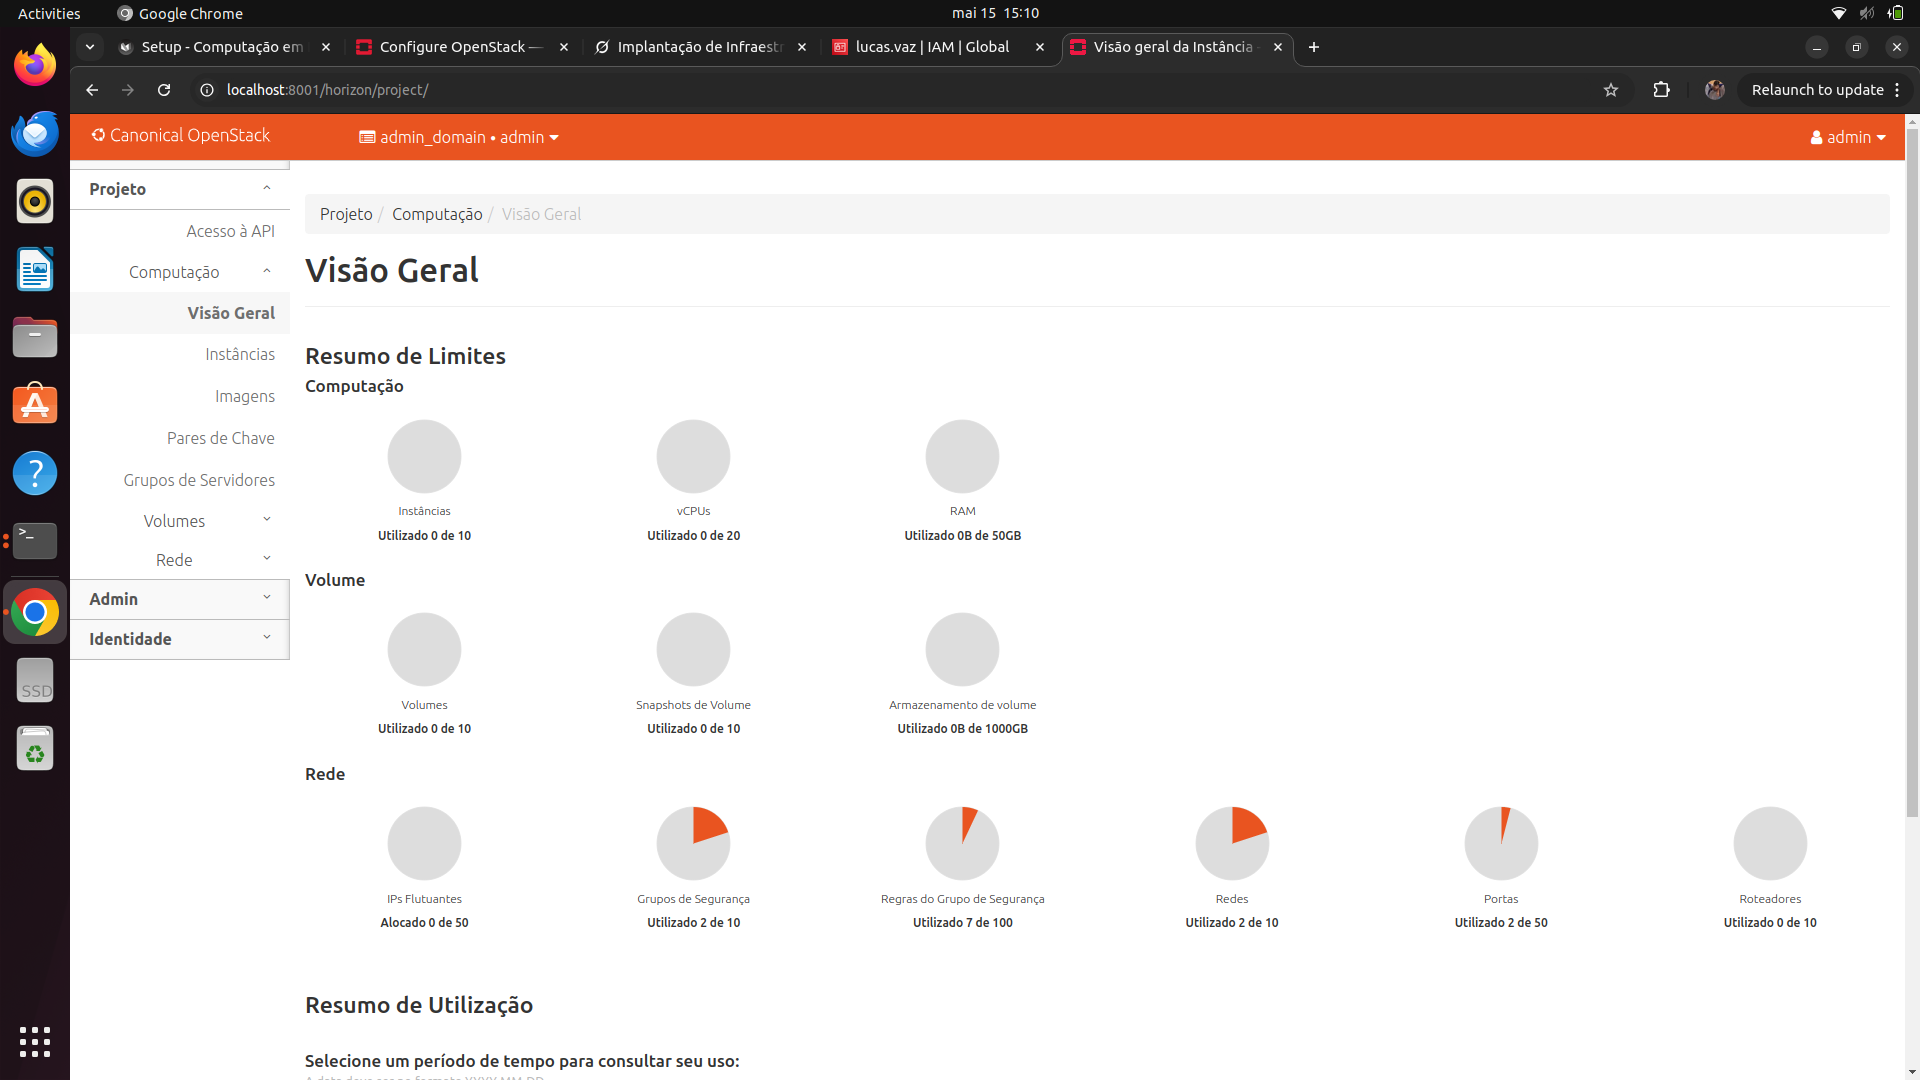 Activities
Google Chrome
mai 15 15:10
Setup - Computação em
Configure OpenStack —
Implantação de Infraest
lucas.vaz | IAM | Global
Visão geral da Instância
localhost:8001/horizon/project/
Relaunch to update
Canonical OpenStack
admin_domain • admin
admin
Projeto
Acesso à API
Computação
Visão Geral
Instâncias
Imagens
Pares de Chave
Grupos de Servidores
Volumes
Rede
Admin
Identidade
SSD
Projeto / Computação / Visão Geral
Visão Geral
Resumo de Limites
Computação
Instâncias
Utilizado 0 de 10
vCPUs
Utilizado 0 de 20
RAM
Utilizado 0B de 50GB
Volume
Volumes
Utilizado 0 de 10
Snapshots de Volume
Utilizado 0 de 10
Armazenamento de volume
Utilizado 0B de 1000GB
Rede
IPs Flutuantes
Alocado 0 de 50
Grupos de Segurança
Utilizado 2 de 10
Regras do Grupo de Segurança
Utilizado 7 de 100
Redes
Utilizado 2 de 10
Portas
Utilizado 2 de 50
Roteadores
Utilizado 0 de 10
Resumo de Utilização
Selecione um período de tempo para consultar seu uso: